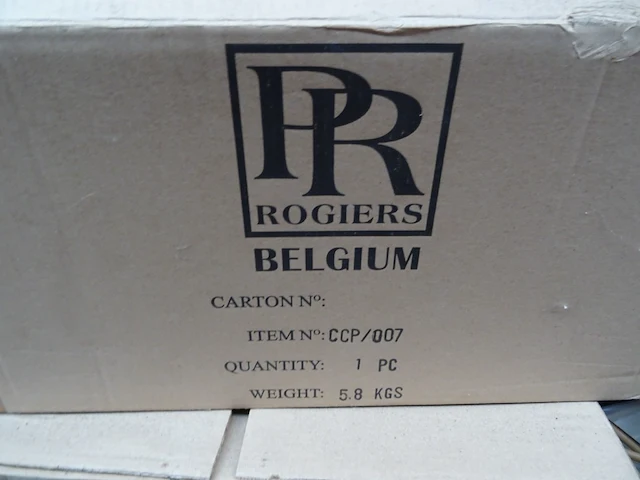 PR
ROGIERS
BELGIUM
CARTON Nº:
ITEM Nº: CCP/007
QUANTITY: 1 PC
WEIGHT: 5.8 KGS